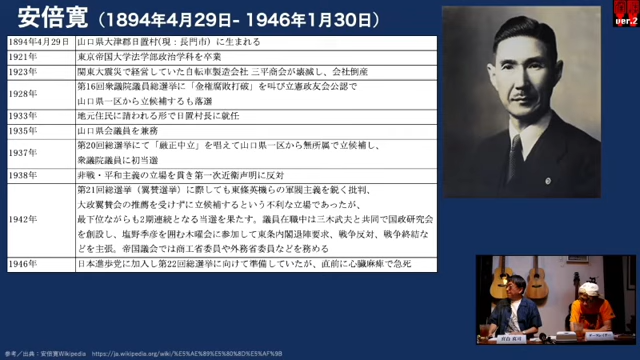 安倍寛（1894年4月29日- 1946年1月30日）
ver.2
1894年4月29日 山口県大津郡日置村(現：長門市）に生まれる
1921年 東京帝国大学法学部政治学科を卒業
1923年 関東大震災で経営していた自転車製造会社 三平商会が壊滅し、会社倒産
1928年 第16回衆議院議員総選挙に「金権腐敗打破」を叫び立憲政友会公認で
山口県一区から立候補するも落選
1933年 地元住民に請われる形で日置村長に就任
1935年 山口県会議員を兼務
1937年 第20回総選挙にて「厳正中立」を唱えて山口県一区から無所属で立候補し、
衆議院議員に初当選
1938年 非戦・平和主義の立場を貫き第一次近衛声明に反対
1942年 第21回総選挙（翼賛選挙）に際しても東條英機らの軍閥主義を鋭く批判、
大政翼賛会の推薦を受けずに立候補するという不利な立場であったが、
最下位ながらも2期連続となる当選を果たす。議員在職中は三木武夫と共同で国政研究会
を創設し、塩野季彦を囲む木曜会に参加して東条内閣退陣要求、戦争反対、戦争終結な
どを主張。帝国議会では商工省委員や外務省委員などを務める
1946年 日本進歩党に加入し第22回総選挙に向けて準備していたが、直前に心臓麻痺で急死
参考／出典：安倍寛Wikipedia https://ja.wikipedia.org/wiki/%E5%AE%89%E5%80%8D%E5%AF%9B